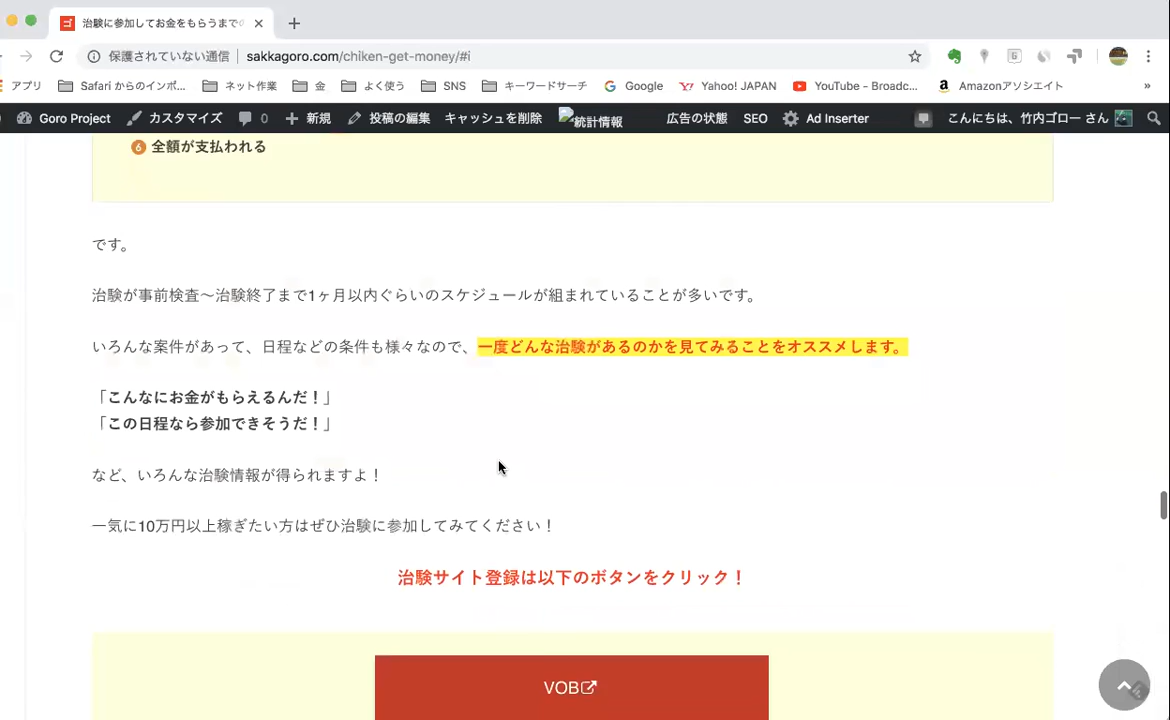 治験に参加してお金をもらうまでの
保護されていない通信 sakkagoro.com/chiken-get-money/#i
アプリ Safari からのインポ... ネット作業 金 よく使う SNS キーワードサーチ Google Yahoo! JAPAN YouTube - Broadc... Amazonアソシエイト »
Goro Project カスタマイズ 0 新規 投稿の編集 キャッシュを削除 統計情報 広告の状態 SEO Ad Inserter こんにちは、竹内ゴロー さん
6 全額が支払われる
です。
治験が事前検査〜治験終了まで1ヶ月以内ぐらいのスケジュールが組まれていることが多いです。
いろんな案件があって、日程などの条件も様々なので、一度どんな治験があるのかを見てみることをオススメします。
「こんなにお金がもらえるんだ！」
「この日程なら参加できそうだ！」
など、いろんな治験情報が得られますよ！
一気に10万円以上稼ぎたい方はぜひ治験に参加してみてください！
治験サイト登録は以下のボタンをクリック！
VOB